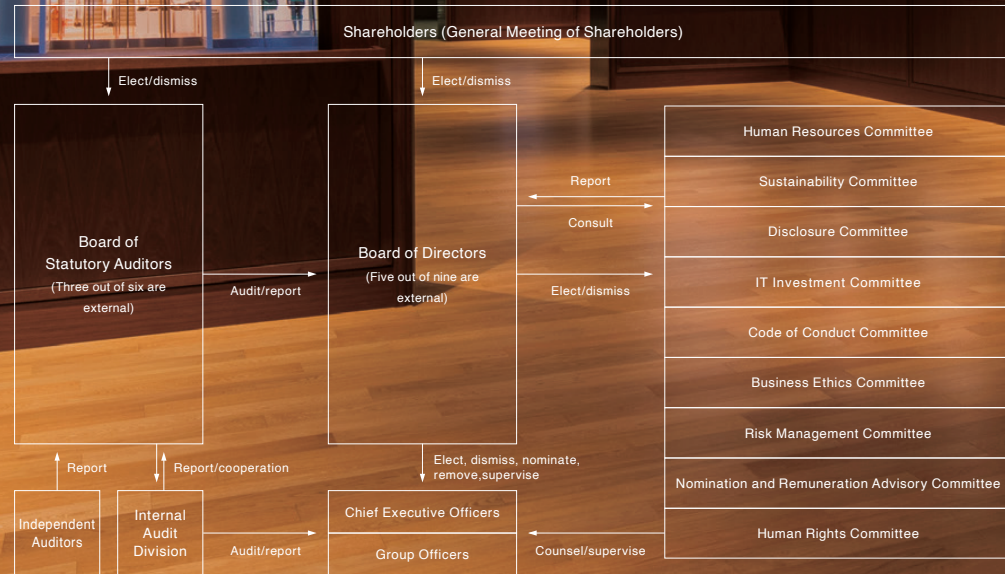 Shareholders (General Meeting of Shareholders)
Elect/dismiss
Elect/dismiss
Board of
Statutory Auditors
(Three out of six are
external)
Audit/report
Board of Directors
(Five out of nine are
external)
Report
Consult
Elect/dismiss
Human Resources Committee
Sustainability Committee
Disclosure Committee
IT Investment Committee
Code of Conduct Committee
Business Ethics Committee
Risk Management Committee
Nomination and Remuneration Advisory Committee
Human Rights Committee
Report
Report/cooperation
Elect, dismiss, nominate,
remove,supervise
Independent
Auditors
Internal
Audit
Division
Audit/report
Chief Executive Officers
Group Officers
Counsel/supervise